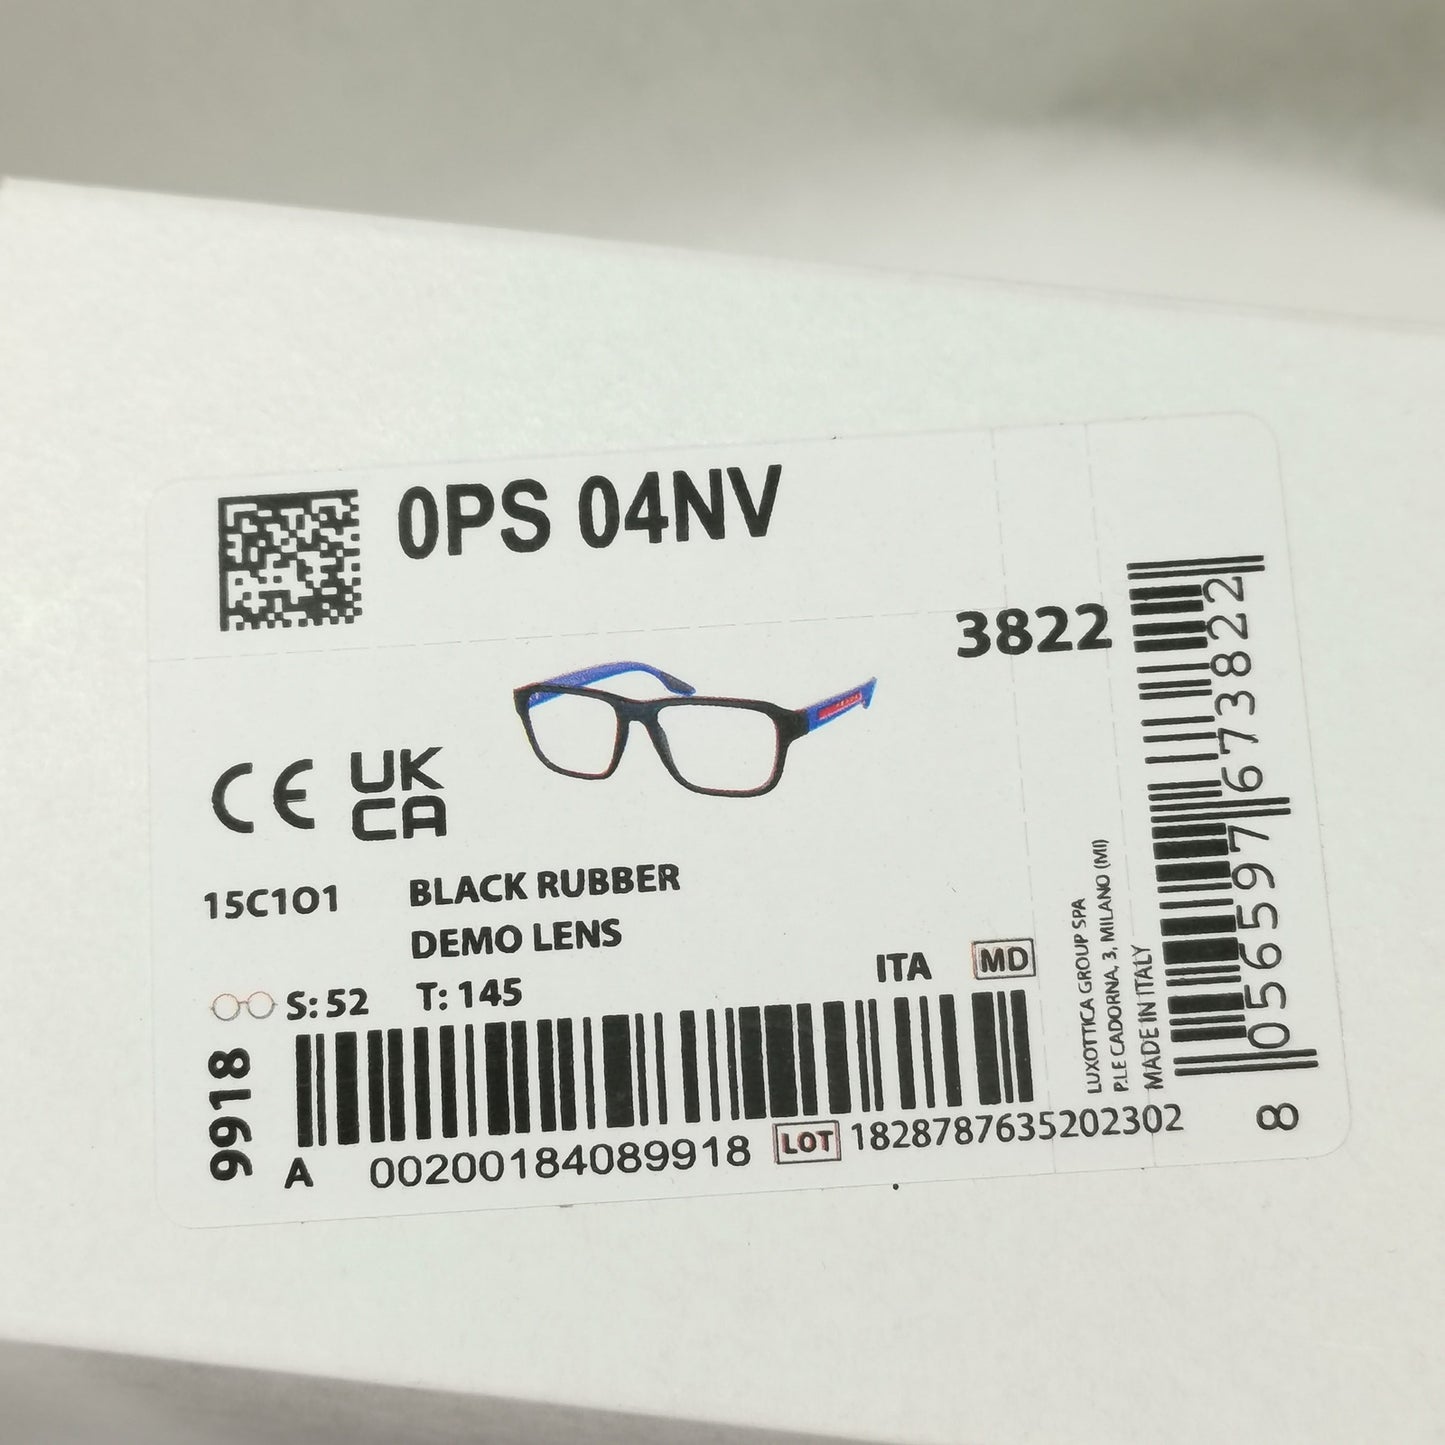 0PS 04NV
3822
CE
UK
CA
15C1O1
BLACK RUBBER
DEMO LENS
S: 52
T: 145
ITA
MD
9918
A
00200184089918
LOT
1828787635202302
LUXOTTICA GROUP SPA
P.LE CADORNA, 3, MILANO (MI)
MADE IN ITALY
8 056597 673822